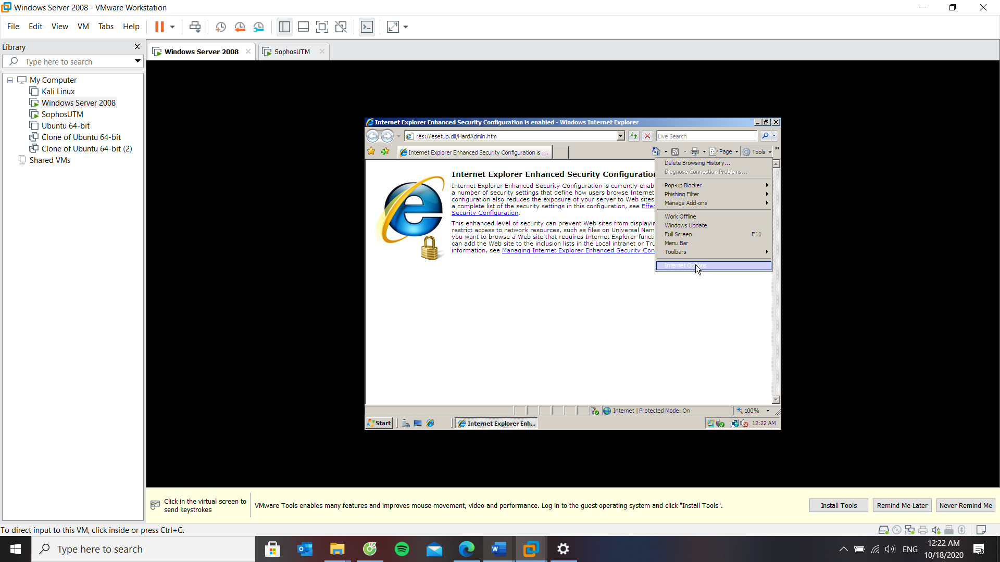 Windows Server 2008 - VMware Workstation
File Edit View VM Tabs Help
Library
Type here to search
My Computer
Kali Linux
Windows Server 2008
SophosUTM
Ubuntu 64-bit
Clone of Ubuntu 64-bit
Clone of Ubuntu 64-bit (2)
Shared VMs
Windows Server 2008 SophosUTM
Internet Explorer Enhanced Security Configuration is enabled - Windows Internet Explorer
res://iesetup.dll/HardAdmin.htm
Live Search
Internet Explorer Enhanced Security Configuration is ...
Page Tools
Internet Explorer Enhanced Security Configuration
Internet Explorer Enhanced Security Configuration is currently enab
a number of security settings that define how users browse Internet
configuration also reduces the exposure of your server to Web sites
a complete list of the security settings in this configuration, see Effec
Security Configuration.
This enhanced level of security can prevent Web sites from displayin
restrict access to network resources, such as files on Universal Nam
you want to browse a Web site that requires Internet Explorer functi
can add the Web site to the inclusion lists in the Local intranet or Tru
information, see Managing Internet Explorer Enhanced Security Con
Delete Browsing History...
Diagnose Connection Problems...
Pop-up Blocker
Phishing Filter
Manage Add-ons
Work Offline
Windows Update
Full Screen F11
Menu Bar
Toolbars
Internet Options
Internet | Protected Mode: On
100%
Start
Internet Explorer Enh...
12:22 AM
Click in the virtual screen to
send keystrokes
VMware Tools enables many features and improves mouse movement, video and performance. Log in to the guest operating system and click "Install Tools".
Install Tools
Remind Me Later
Never Remind Me
To direct input to this VM, click inside or press Ctrl+G.
Type here to search
ENG
12:22 AM
10/18/2020